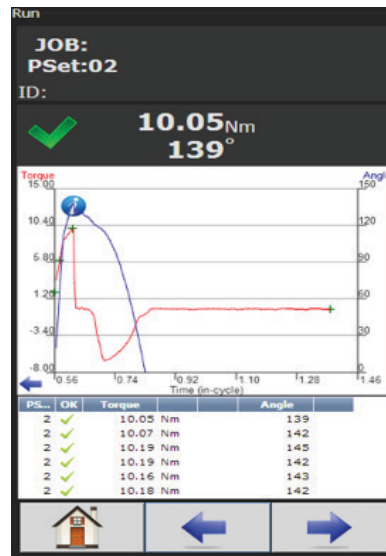 Run
JOB:
PSet:02
ID:
10.05Nm
139°
Torque Angl
15.00 150
10.40 120
5.80 90
1.20 60
-3.40 30
-8.00 0
0.56 0.74 0.92 1.10 1.28 1.46
Time (in-cycle)
PS... OK Torque Angle
2 10.05 Nm 139
2 10.07 Nm 142
2 10.19 Nm 145
2 10.19 Nm 142
2 10.16 Nm 143
2 10.18 Nm 142